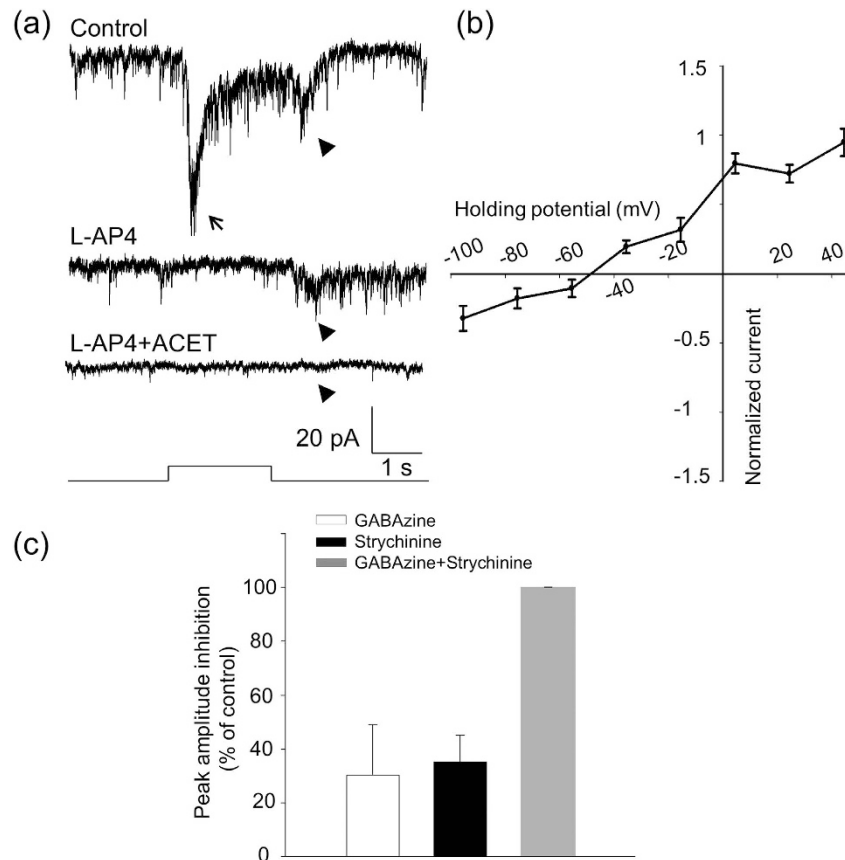 (a)
Control
L-AP4
L-AP4+ACET
20 pA
1 s
(b)
1.5
1
Holding potential (mV)
-100
-80
-60
-40
-20
20
40
-0.5
-1
-1.5
Normalized current
(c)
GABAzine
Strychinine
GABAzine+Strychinine
Peak amplitude inhibition
(% of control)
100
80
60
40
20
0